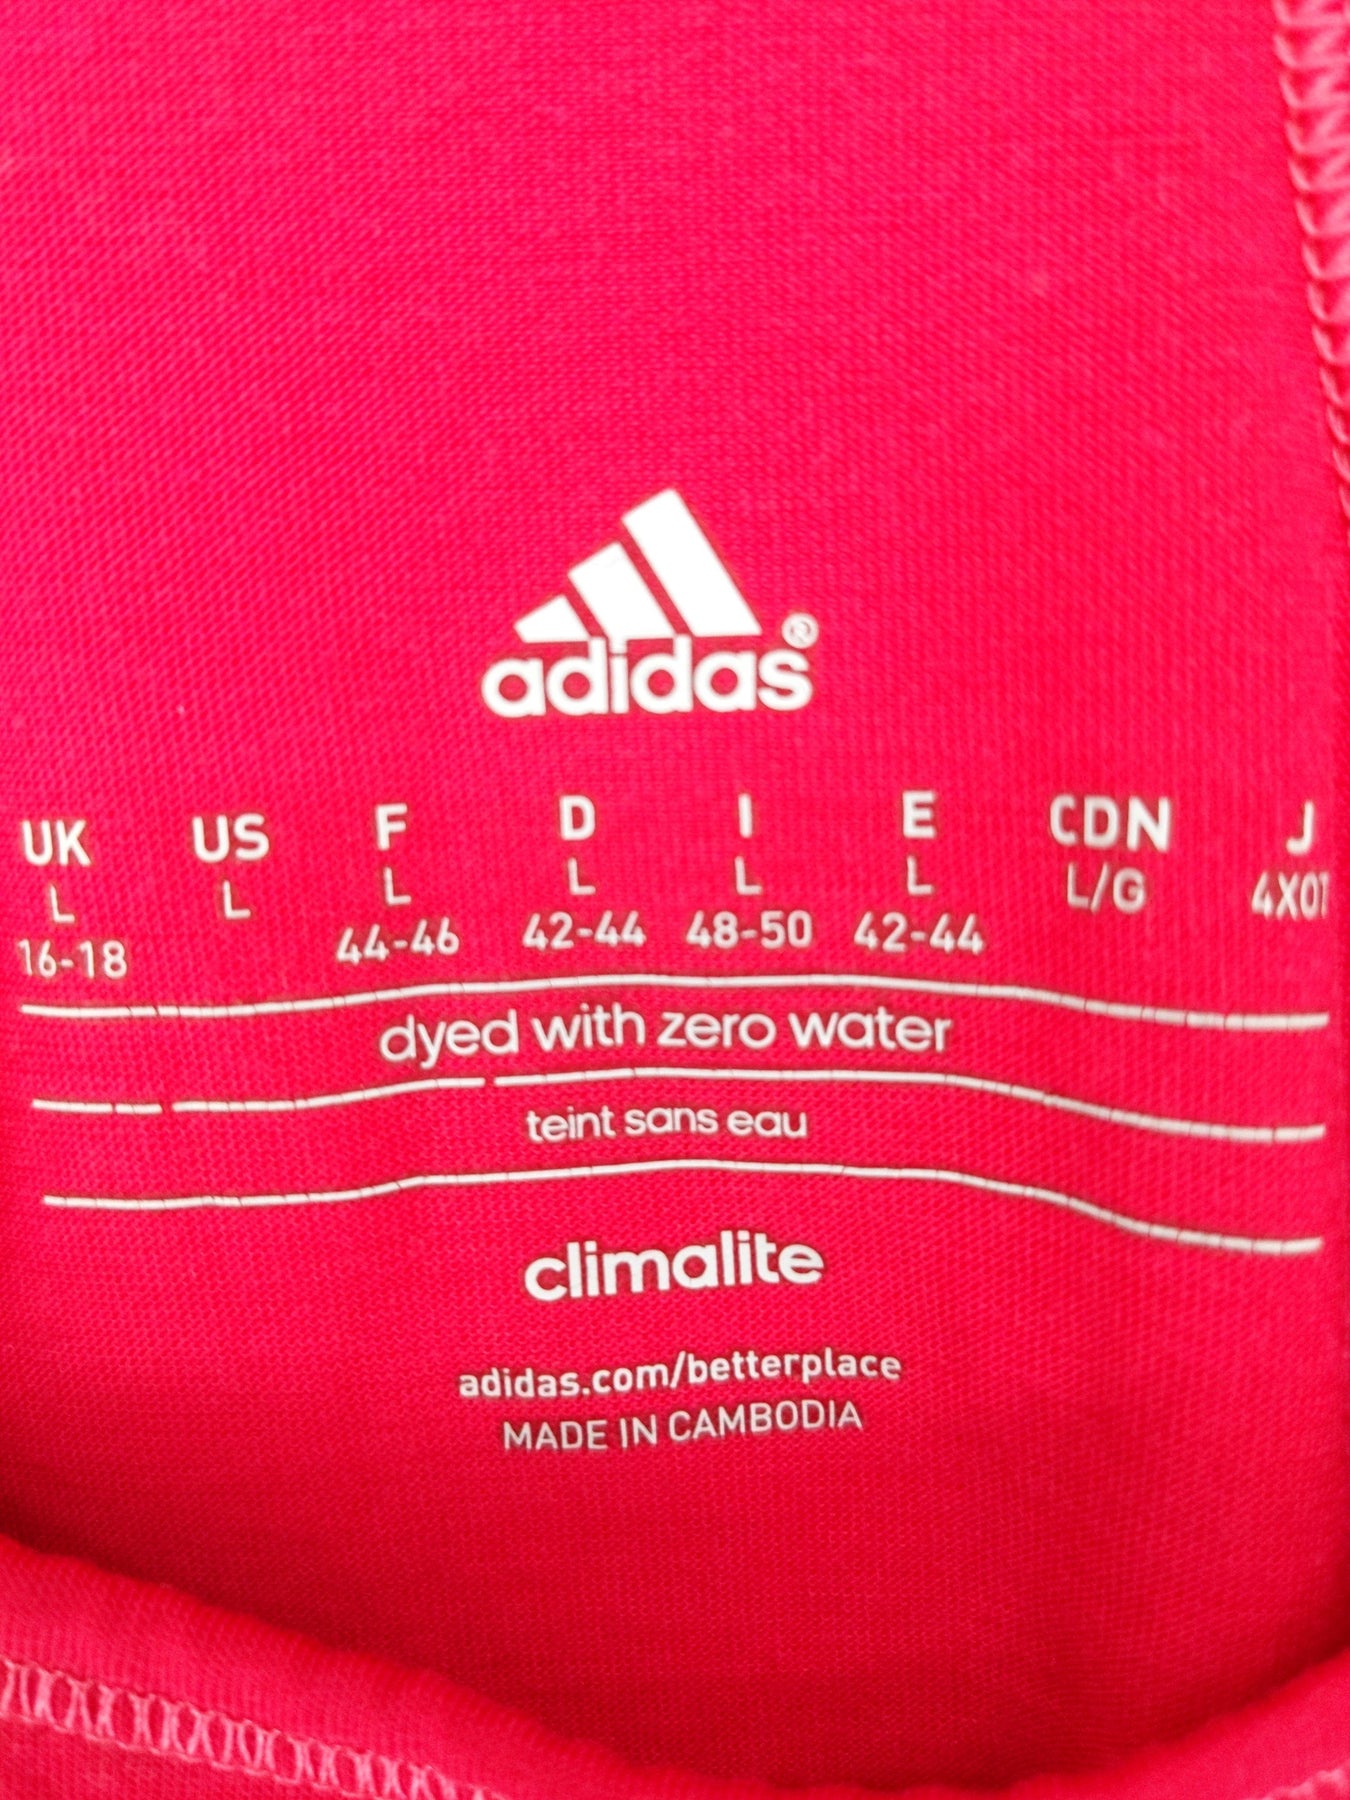 adidas®
UK US F D I E CDN J
L L L L L L L/G 4XOT
16-18 44-46 42-44 48-50 42-44
dyed with zero water
teint sans eau
climalite
adidas.com/betterplace
MADE IN CAMBODIA